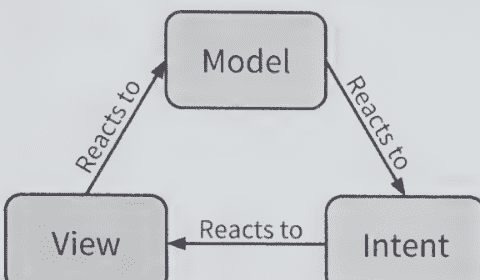 Model
Reacts to
Reacts to
Reacts to
View
Intent